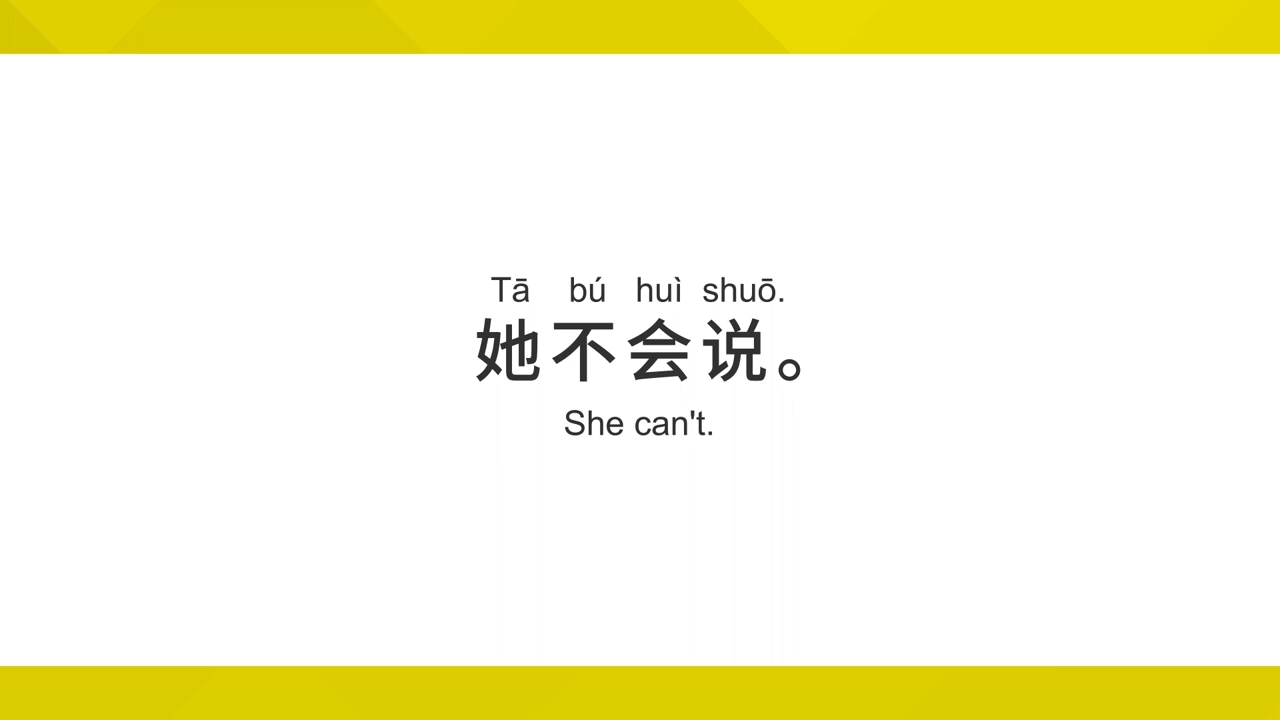 Tā bú huì shuō.
她不会说。
She can't.